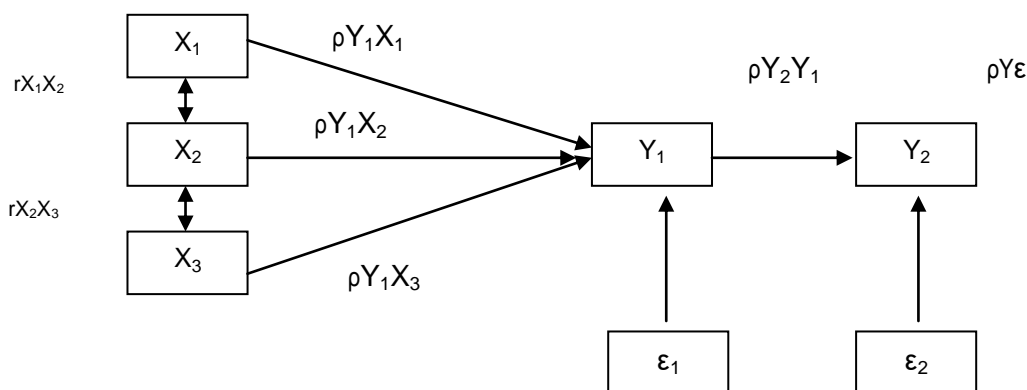 X₁
ρY₁X₁
ρY₂Y₁
ρYε
rX₁X₂
ρY₁X₂
X₂
Y₁
Y₂
rX₂X₃
X₃
ρY₁X₃
ε₁
ε₂